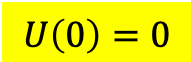 U(0) = 0